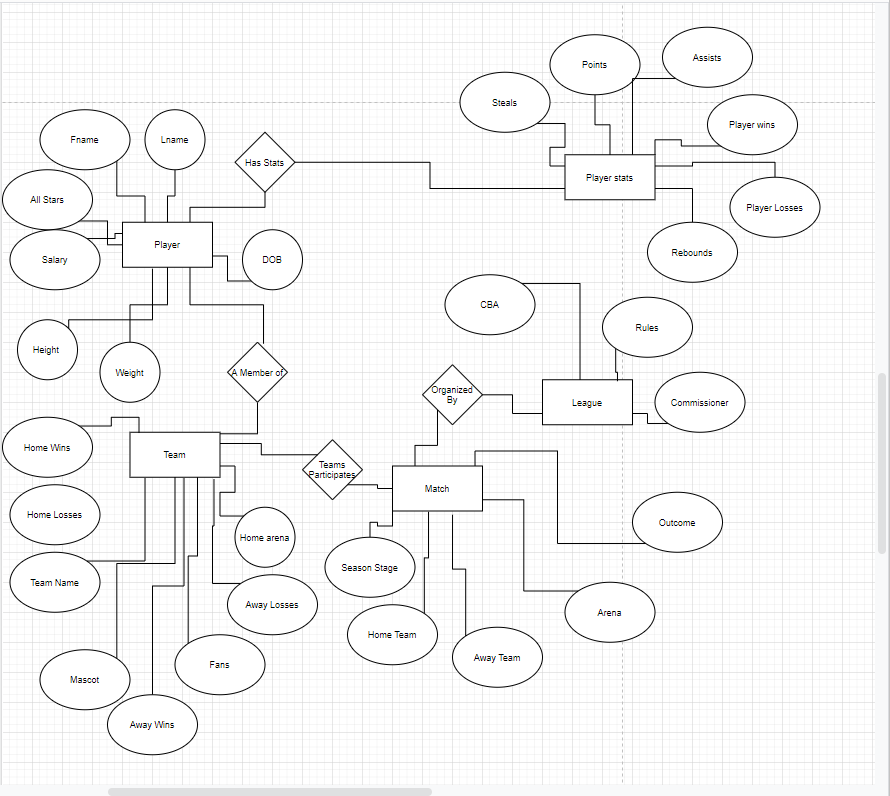 Points
Assists
Steals
Player wins
Fname
Lname
Has Stats
Player stats
All Stars
Player Losses
Player
Salary
DOB
Rebounds
CBA
Rules
Height
Weight
A Member of
Organized
By
League
Commissioner
Home Wins
Team
Teams
Participates
Match
Home Losses
Outcome
Home arena
Season Stage
Team Name
Away Losses
Arena
Home Team
Away Team
Fans
Mascot
Away Wins